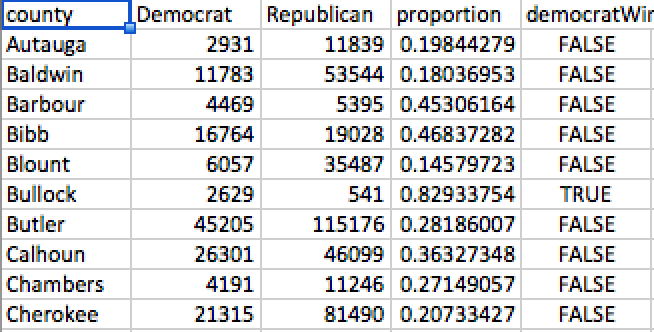 county Democrat Republican proportion democratWin
Autauga 2931 11839 0.19844279 FALSE
Baldwin 11783 53544 0.18036953 FALSE
Barbour 4469 5395 0.45306164 FALSE
Bibb 16764 19028 0.46837282 FALSE
Blount 6057 35487 0.14579723 FALSE
Bullock 2629 541 0.82933754 TRUE
Butler 45205 115176 0.28186007 FALSE
Calhoun 26301 46099 0.36327348 FALSE
Chambers 4191 11246 0.27149057 FALSE
Cherokee 21315 81490 0.20733427 FALSE